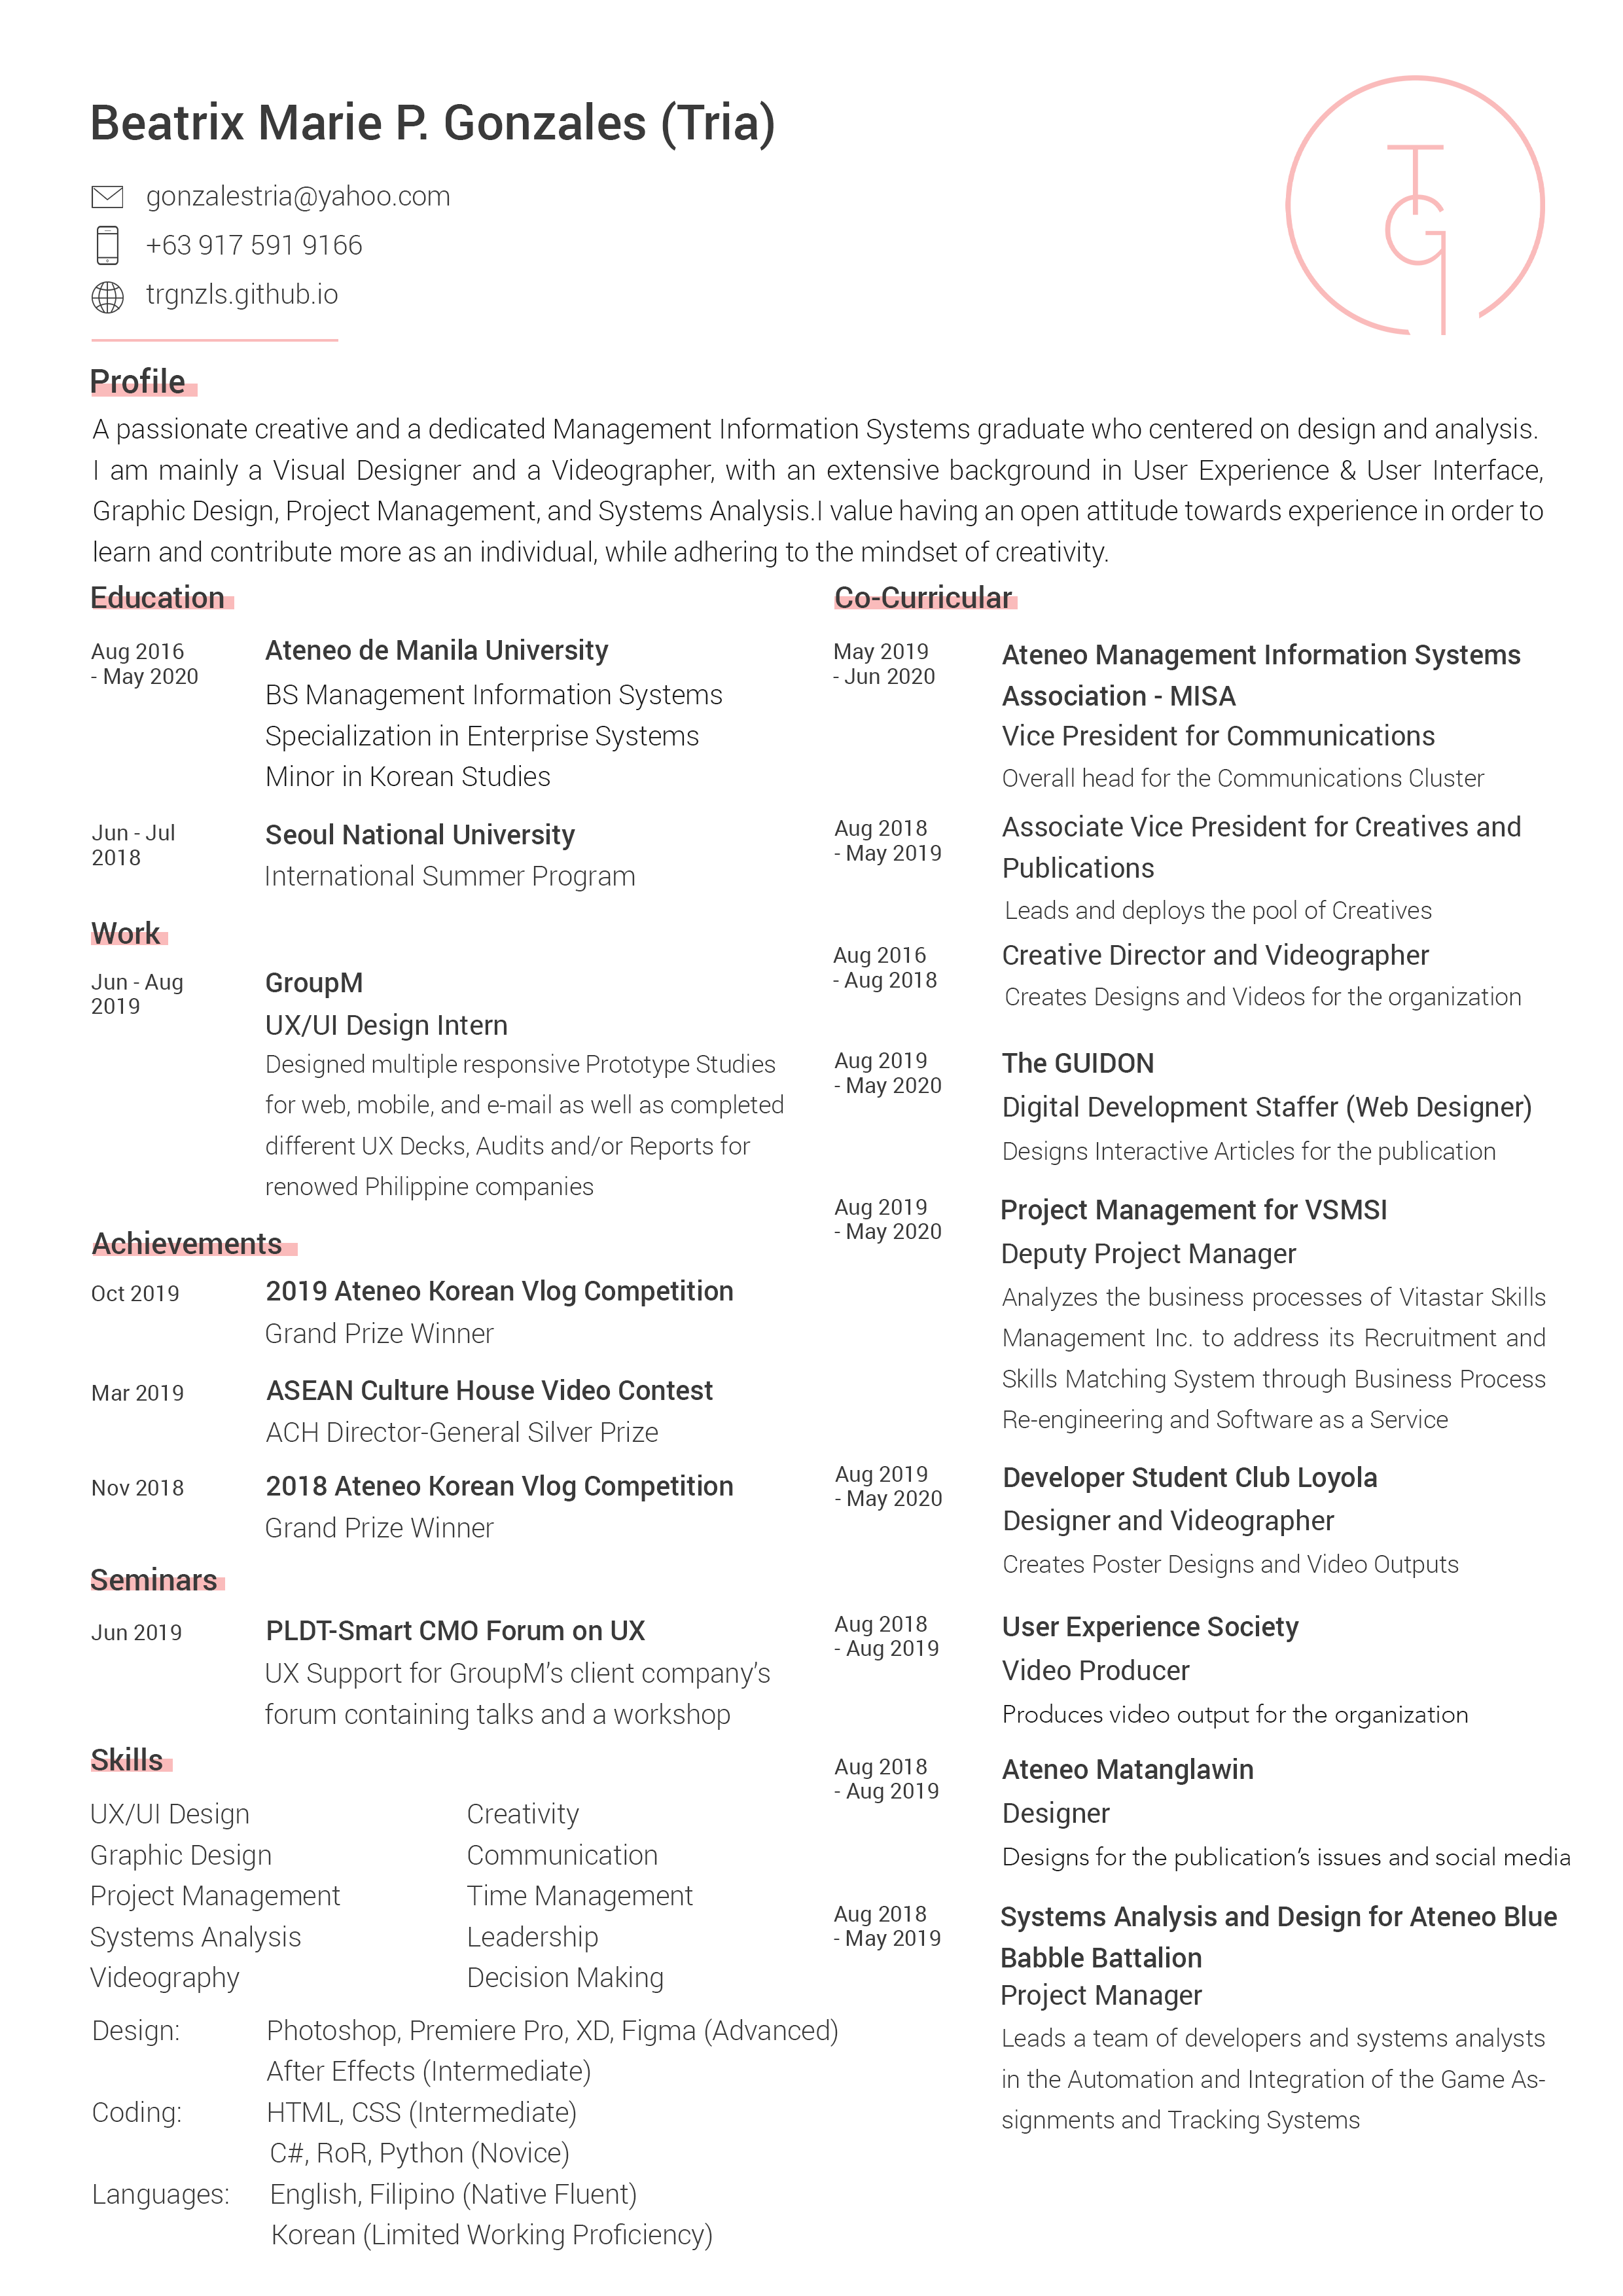 Beatrix Marie P. Gonzales (Tria)
gonzalestria@yahoo.com
+63 917 591 9166
trgnzls.github.io
TG
Profile
A passionate creative and a dedicated Management Information Systems graduate who centered on design and analysis.
I am mainly a Visual Designer and a Videographer, with an extensive background in User Experience & User Interface,
Graphic Design, Project Management, and Systems Analysis.I value having an open attitude towards experience in order to
learn and contribute more as an individual, while adhering to the mindset of creativity.
Education
Aug 2016
- May 2020
Ateneo de Manila University
BS Management Information Systems
Specialization in Enterprise Systems
Minor in Korean Studies
Jun - Jul
2018
Seoul National University
International Summer Program
Work
Jun - Aug
2019
GroupM
UX/UI Design Intern
Designed multiple responsive Prototype Studies
for web, mobile, and e-mail as well as completed
different UX Decks, Audits and/or Reports for
renowed Philippine companies
Achievements
Oct 2019
2019 Ateneo Korean Vlog Competition
Grand Prize Winner
Mar 2019
ASEAN Culture House Video Contest
ACH Director-General Silver Prize
Nov 2018
2018 Ateneo Korean Vlog Competition
Grand Prize Winner
Seminars
Jun 2019
PLDT-Smart CMO Forum on UX
UX Support for GroupM's client company's
forum containing talks and a workshop
Skills
UX/UI Design
Graphic Design
Project Management
Systems Analysis
Videography
Creativity
Communication
Time Management
Leadership
Decision Making
Design: Photoshop, Premiere Pro, XD, Figma (Advanced)
After Effects (Intermediate)
Coding: HTML, CSS (Intermediate)
C#, RoR, Python (Novice)
Languages: English, Filipino (Native Fluent)
Korean (Limited Working Proficiency)
Co-Curricular
May 2019
- Jun 2020
Ateneo Management Information Systems
Association - MISA
Vice President for Communications
Overall head for the Communications Cluster
Aug 2018
- May 2019
Associate Vice President for Creatives and
Publications
Leads and deploys the pool of Creatives
Aug 2016
- Aug 2018
Creative Director and Videographer
Creates Designs and Videos for the organization
Aug 2019
- May 2020
The GUIDON
Digital Development Staffer (Web Designer)
Designs Interactive Articles for the publication
Aug 2019
- May 2020
Project Management for VSMSI
Deputy Project Manager
Analyzes the business processes of Vitastar Skills
Management Inc. to address its Recruitment and
Skills Matching System through Business Process
Re-engineering and Software as a Service
Aug 2019
- May 2020
Developer Student Club Loyola
Designer and Videographer
Creates Poster Designs and Video Outputs
Aug 2018
- Aug 2019
User Experience Society
Video Producer
Produces video output for the organization
Aug 2018
- Aug 2019
Ateneo Matanglawin
Designer
Designs for the publication's issues and social media
Aug 2018
- May 2019
Systems Analysis and Design for Ateneo Blue
Babble Battalion
Project Manager
Leads a team of developers and systems analysts
in the Automation and Integration of the Game As-
signments and Tracking Systems